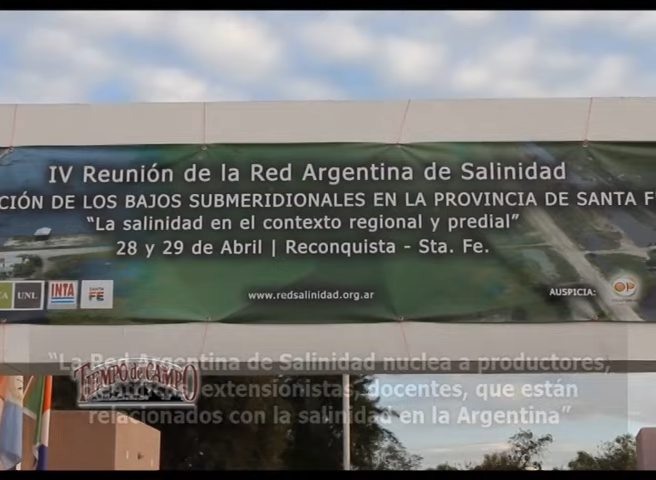 IV Reunión de la Red Argentina de Salinidad
CIÓN DE LOS BAJOS SUBMERIDIONALES EN LA PROVINCIA DE SANTA F
“La salinidad en el contexto regional y predial”
28 y 29 de Abril | Reconquista - Sta. Fe.
UNL INTA SANTA FE
www.redsalinidad.org.ar
AUSPICIA: OP
“La Red Argentina de Salinidad nuclea a productores,
TIEMPO de CAMPO extensionistas, docentes, que están
relacionados con la salinidad en la Argentina”